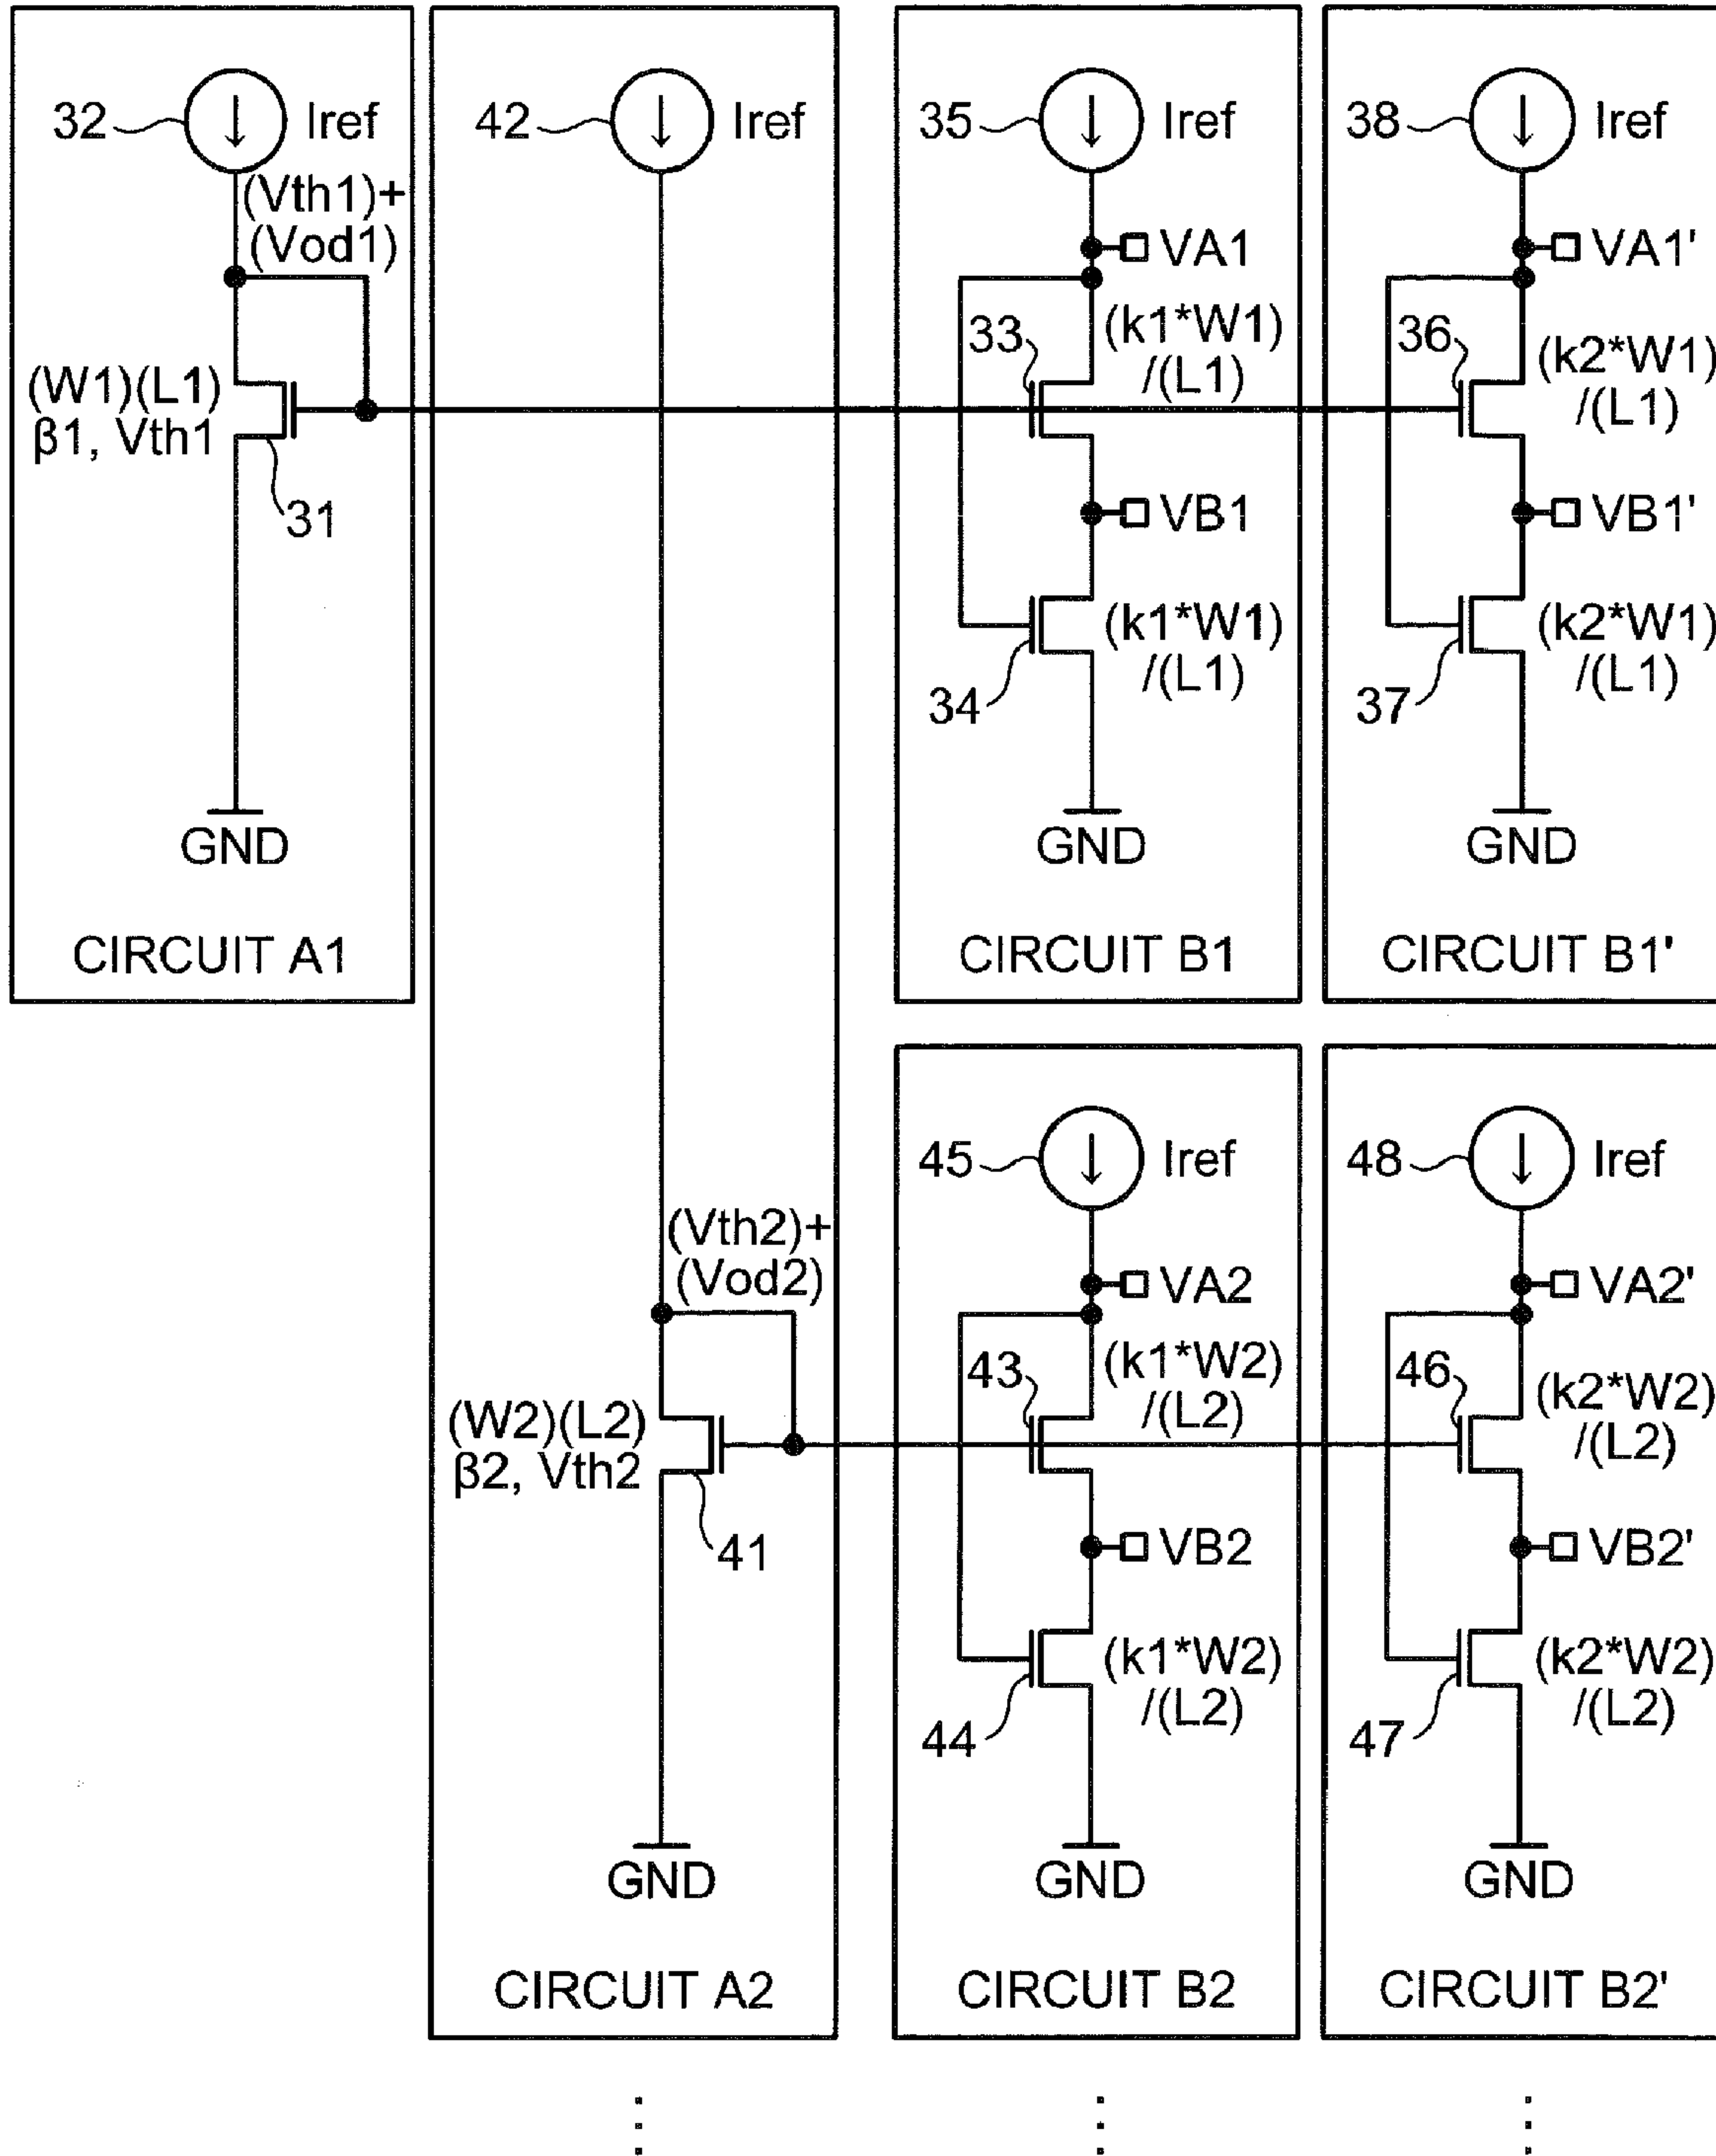 32
Iref
(Vth1)+
(Vod1)
(W1)(L1)
β1, Vth1
31
GND
CIRCUIT A1
42
Iref
(Vth2)+
(Vod2)
(W2)(L2)
β2, Vth2
41
GND
CIRCUIT A2
35
Iref
VA1
33
(k1*W1)
/(L1)
VB1
(k1*W1)
/(L1)
34
GND
CIRCUIT B1
38
Iref
VA1'
36
(k2*W1)
/(L1)
VB1'
(k2*W1)
/(L1)
37
GND
CIRCUIT B1'
45
Iref
VA2
43
(k1*W2)
/(L2)
VB2
(k1*W2)
/(L2)
44
GND
CIRCUIT B2
48
Iref
VA2'
46
(k2*W2)
/(L2)
VB2'
(k2*W2)
/(L2)
47
GND
CIRCUIT B2'